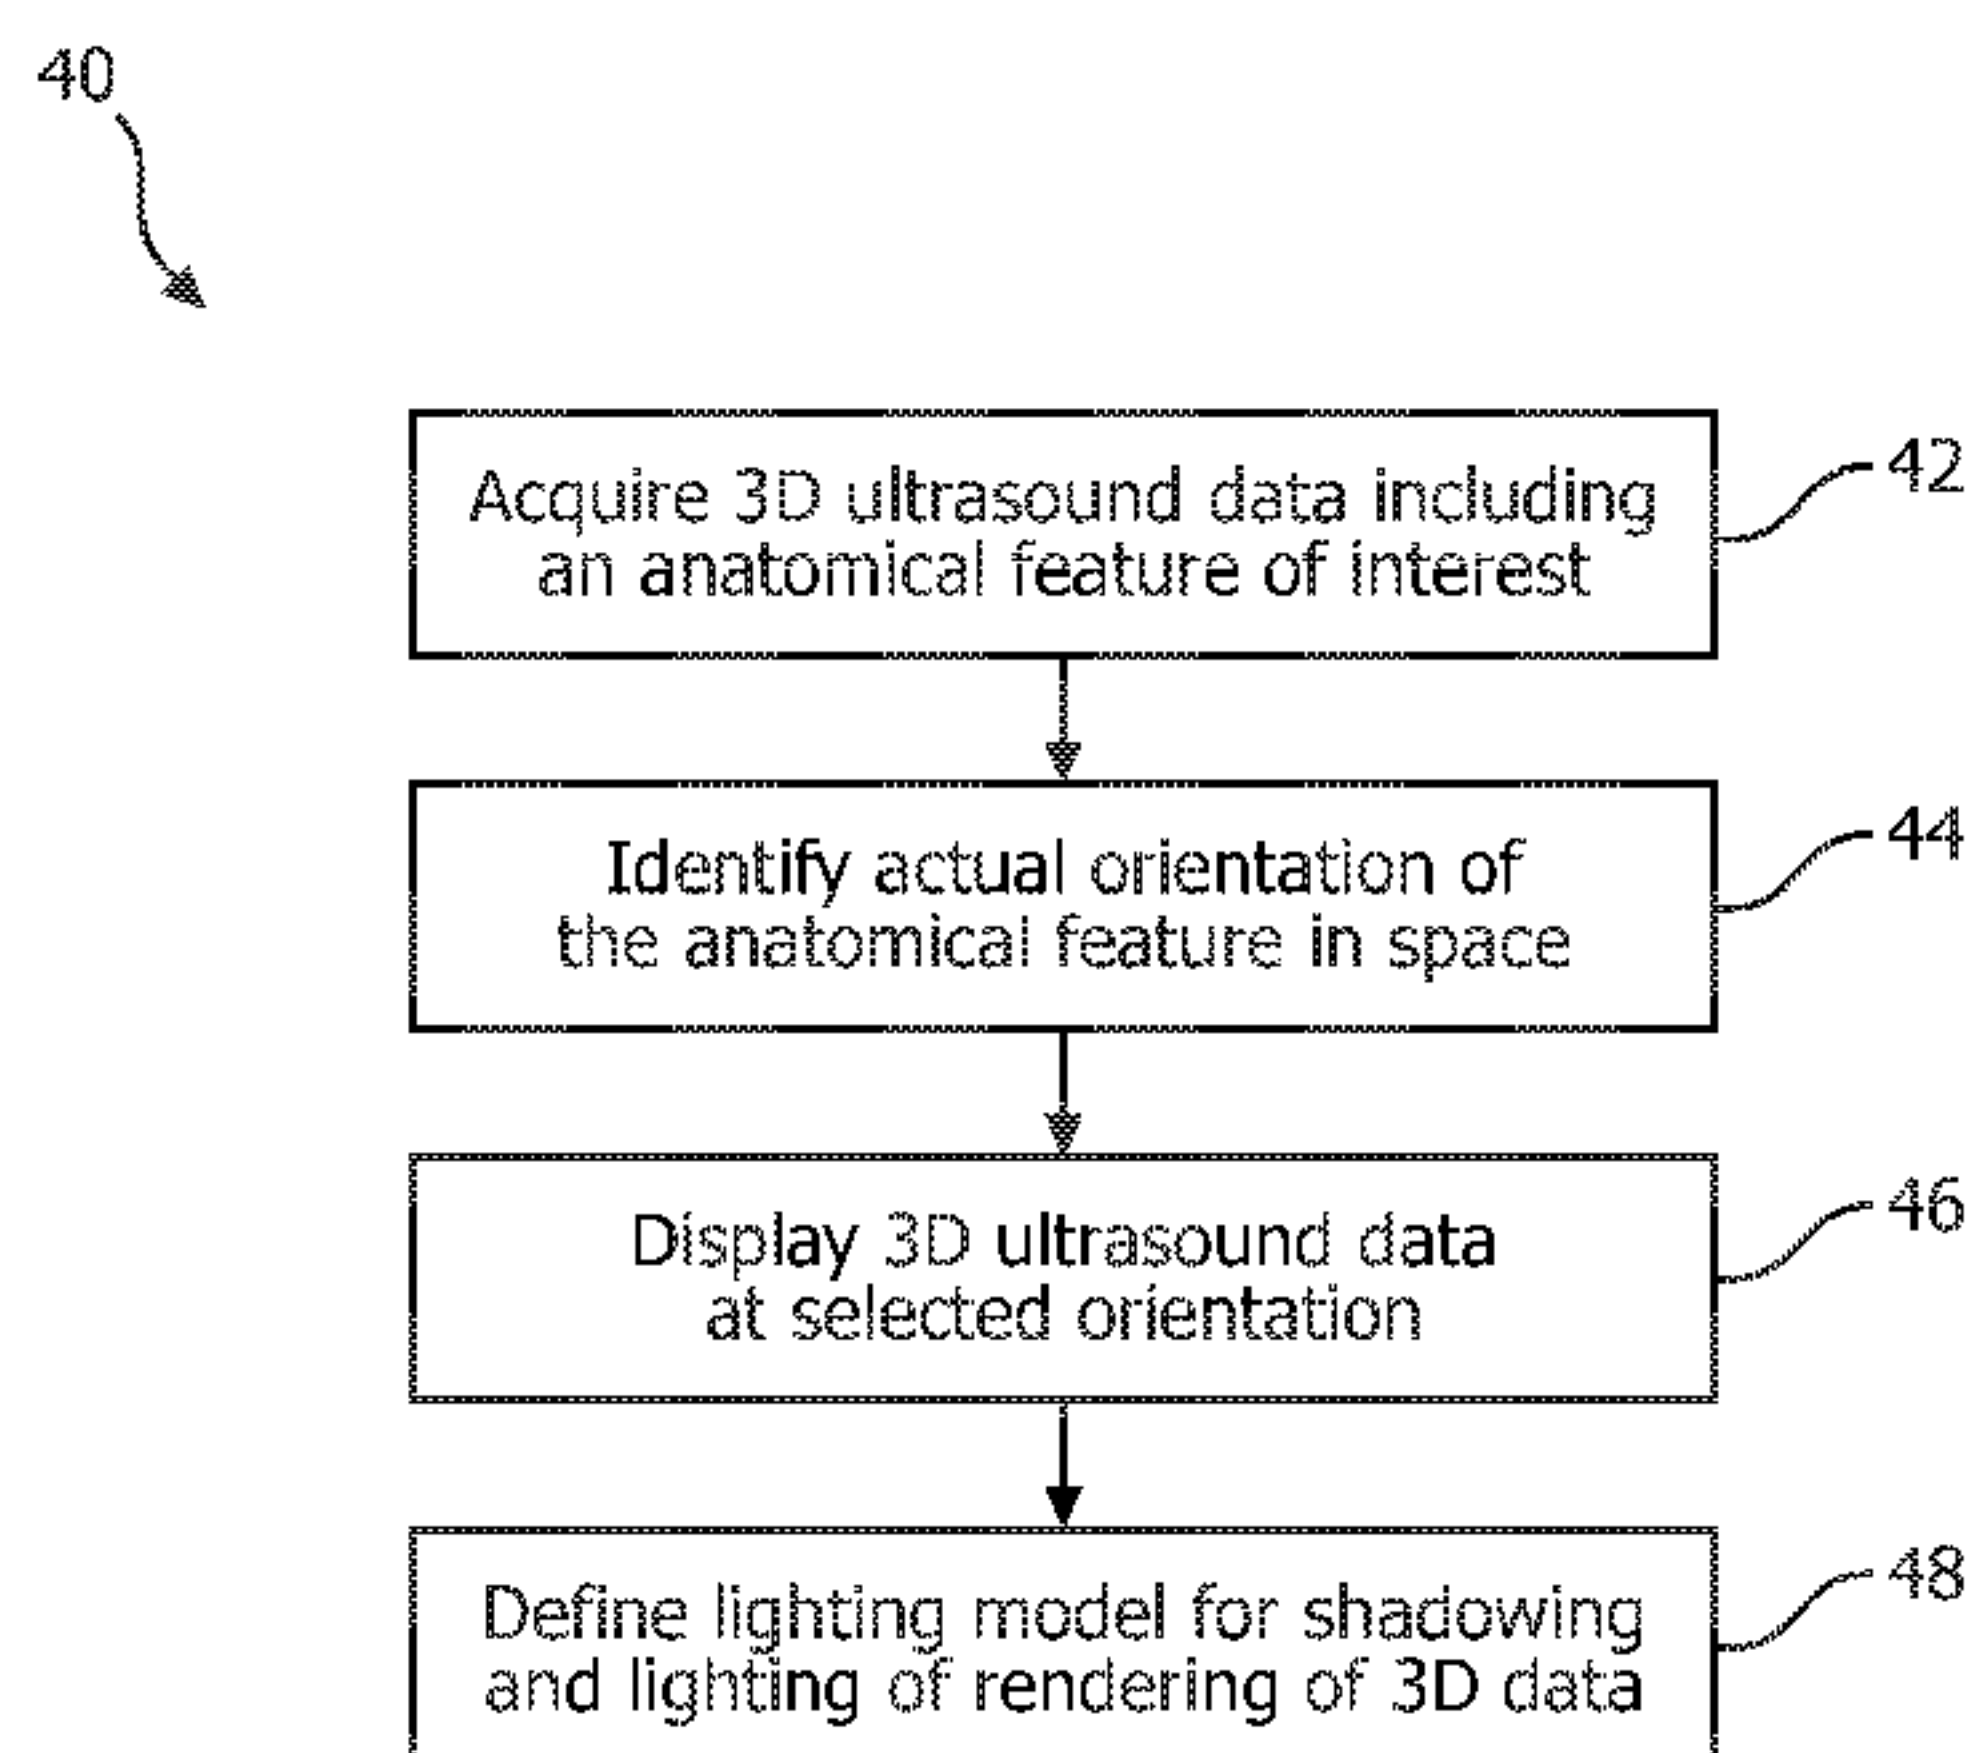 40
Acquire 3D ultrasound data including
an anatomical feature of interest
42
Identify actual orientation of
the anatomical feature in space
44
Display 3D ultrasound data
at selected orientation
46
Define lighting model for shadowing
and lighting of rendering of 3D data
48